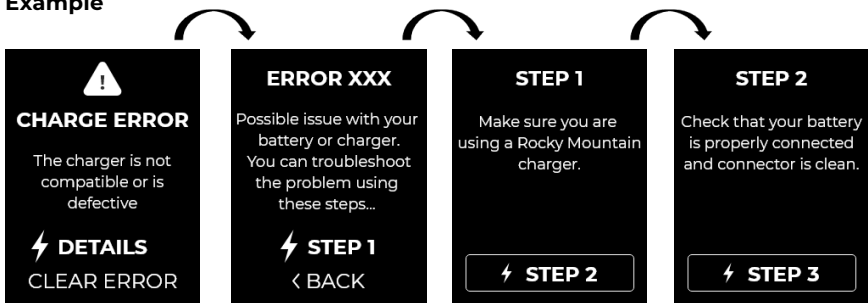 Example
CHARGE ERROR
The charger is not
compatible or is
defective
DETAILS
CLEAR ERROR
ERROR XXX
Possible issue with your
battery or charger.
You can troubleshoot
the problem using
these steps...
STEP 1
< BACK
STEP 1
Make sure you are
using a Rocky Mountain
charger.
STEP 2
STEP 2
Check that your battery
is properly connected
and connector is clean.
STEP 3